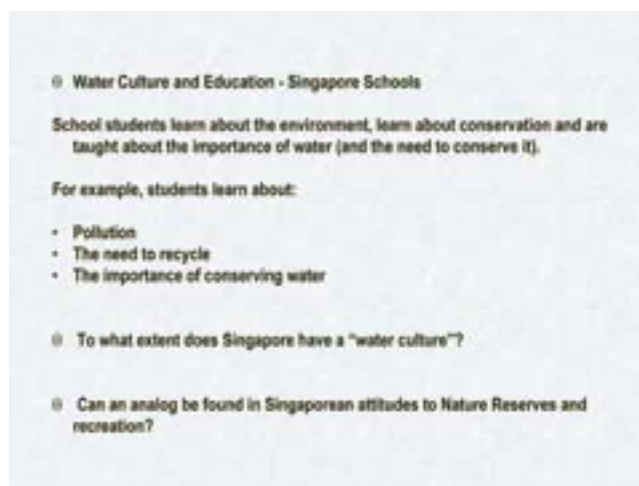 Water Culture and Education - Singapore Schools
School students learn about the environment, learn about conservation and are
taught about the importance of water (and the need to conserve it).
For example, students learn about:
• Pollution
• The need to recycle
• The importance of conserving water
To what extent does Singapore have a "water culture"?
Can an analog be found in Singaporean attitudes to Nature Reserves and
recreation?